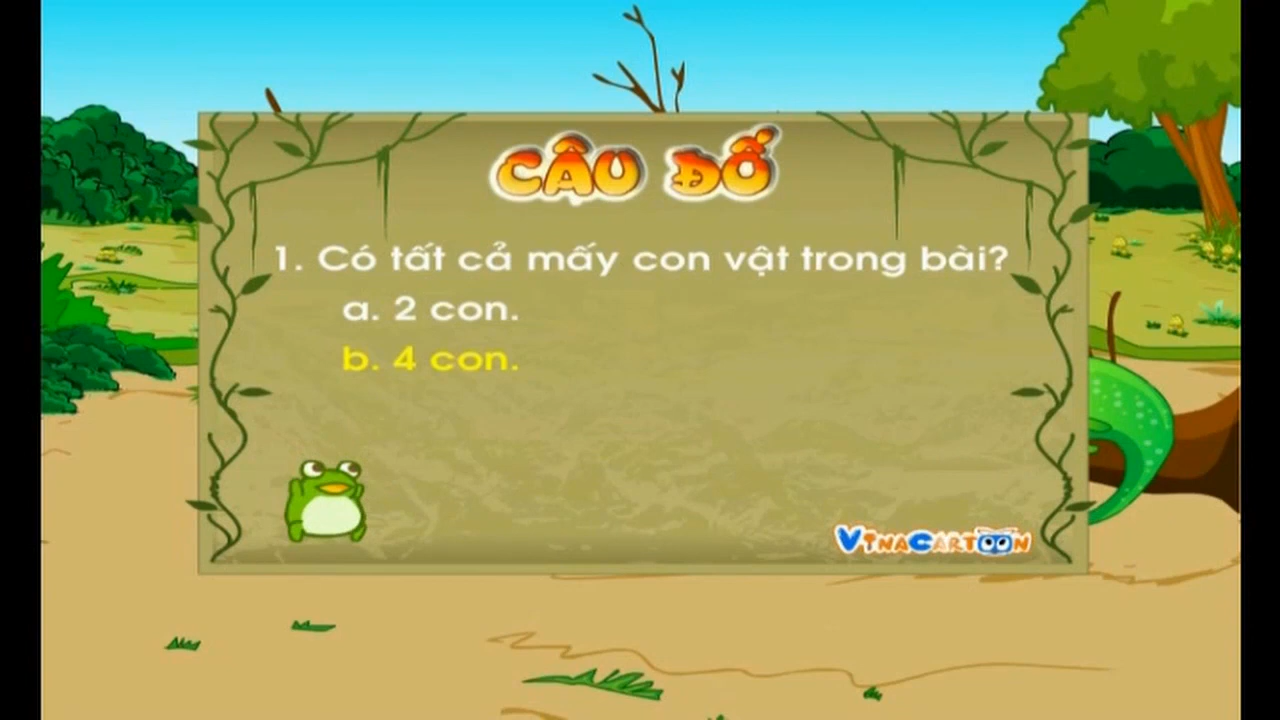 CÂU ĐỐ
1. Có tất cả mấy con vật trong bài?
a. 2 con.
b. 4 con.
VINACARTOON